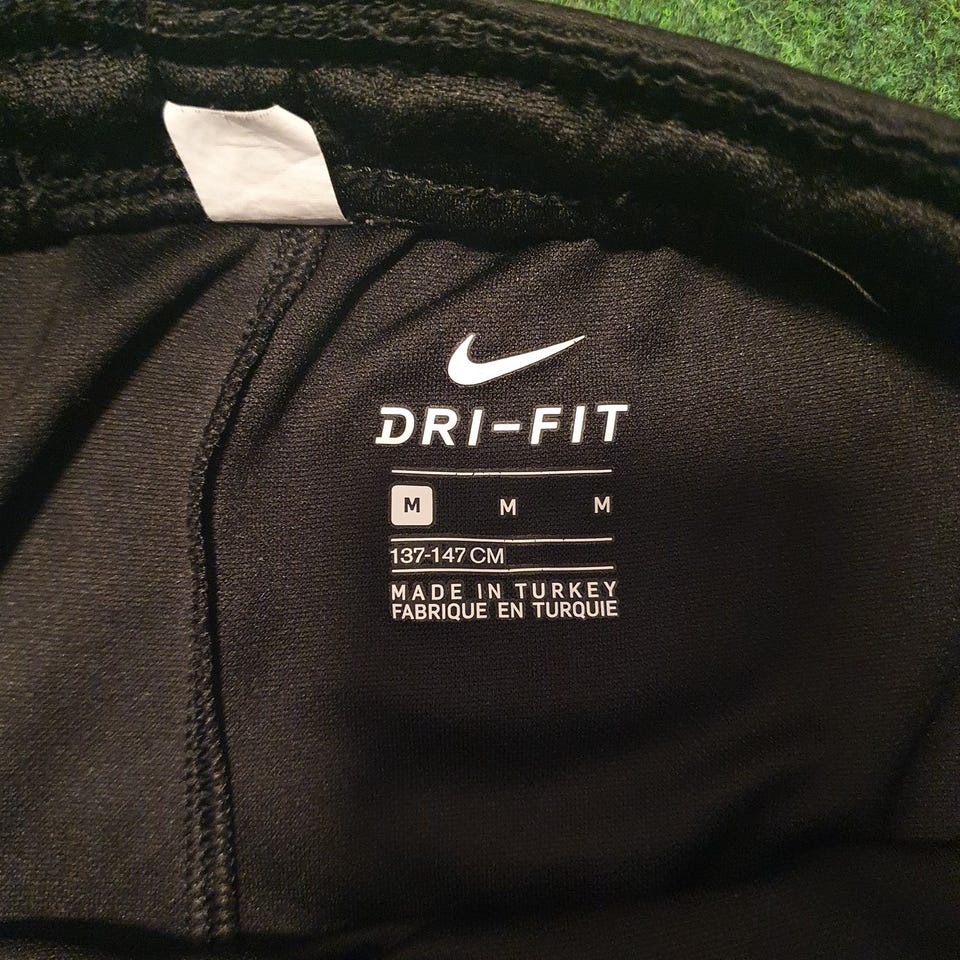 DRI-FIT
M M M
137-147 CM
MADE IN TURKEY
FABRIQUE EN TURQUIE